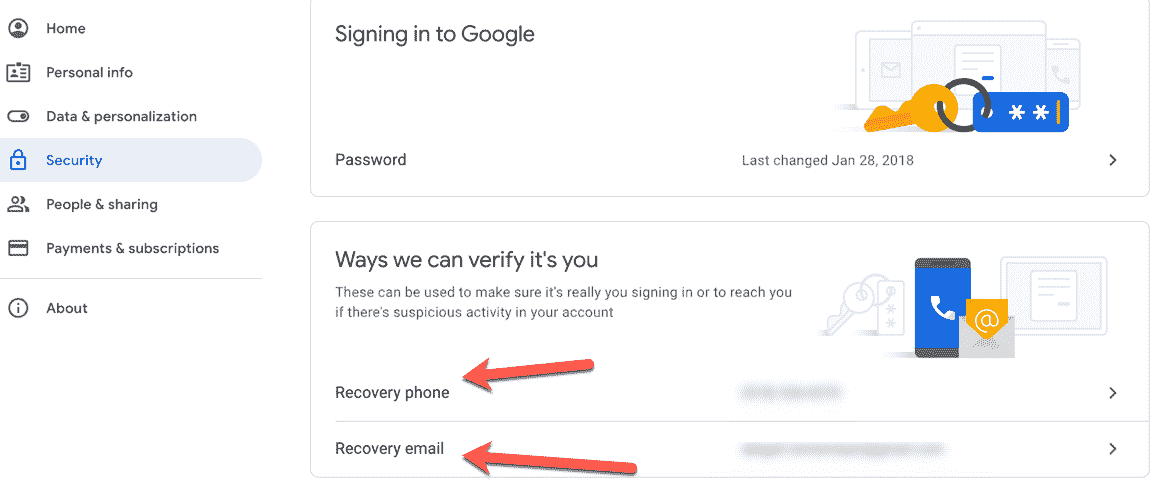 Home
Personal info
Data & personalization
Security
People & sharing
Payments & subscriptions
About
Signing in to Google
**
Password
Last changed Jan 28, 2018
Ways we can verify it's you
These can be used to make sure it's really you signing in or to reach you
if there's suspicious activity in your account
@
**
Recovery phone
Recovery email